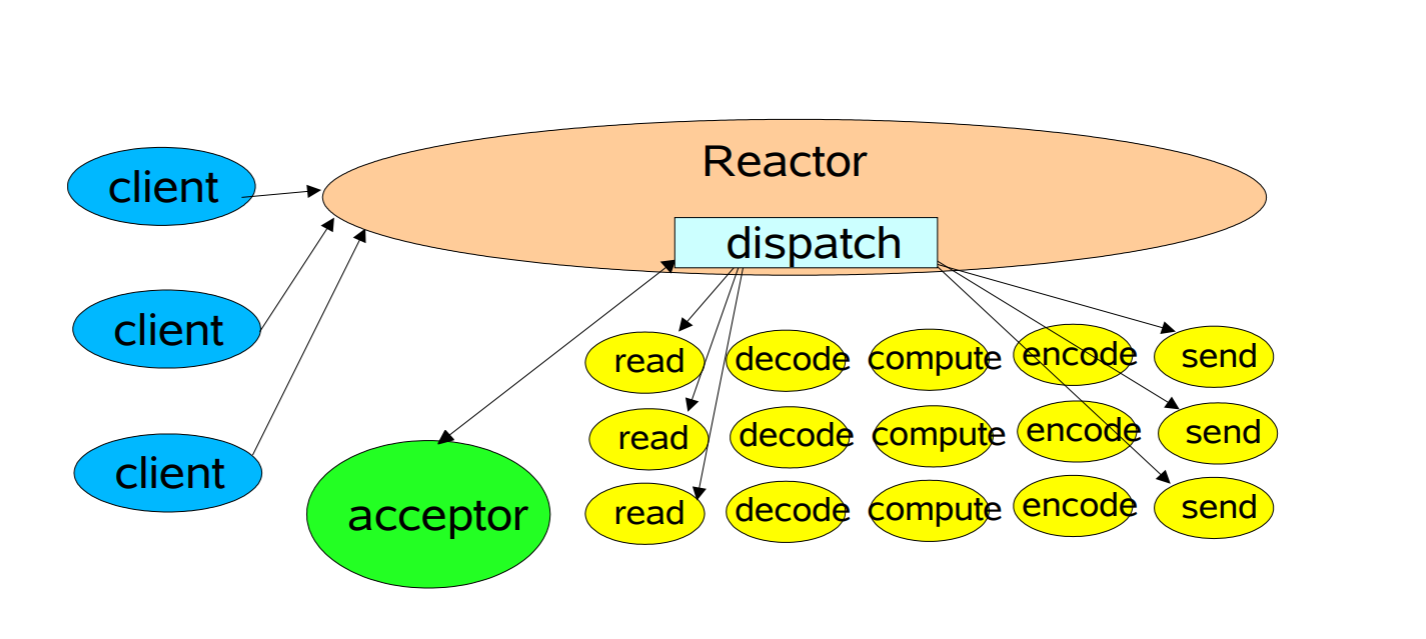 Reactor
client
dispatch
client
read decode compute encode send
read decode compute encode send
client
acceptor
read decode compute encode send